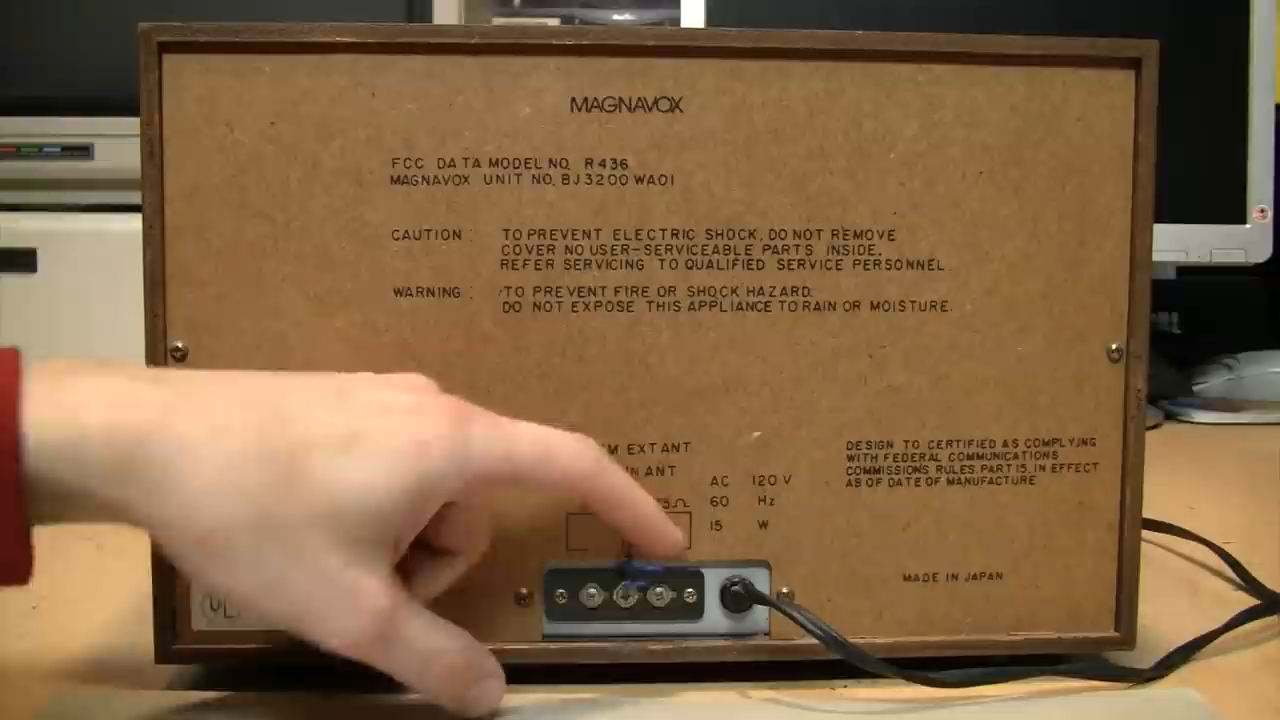 MAGNAVOX
FCC DATA MODEL NO. R436
MAGNAVOX UNIT NO. BJ3200 WA01
CAUTION : TO PREVENT ELECTRIC SHOCK, DO NOT REMOVE
COVER NO USER-SERVICEABLE PARTS INSIDE.
REFER SERVICING TO QUALIFIED SERVICE PERSONNEL.
WARNING : TO PREVENT FIRE OR SHOCK HAZARD.
DO NOT EXPOSE THIS APPLIANCE TO RAIN OR MOISTURE.
M EXT ANT
ANT
AC 120 V
60 Hz
15 W
DESIGN TO CERTIFIED AS COMPLYING
WITH FEDERAL COMMUNICATIONS
COMMISSIONS RULES, PART 15, IN EFFECT
AS OF DATE OF MANUFACTURE
MADE IN JAPAN
UL